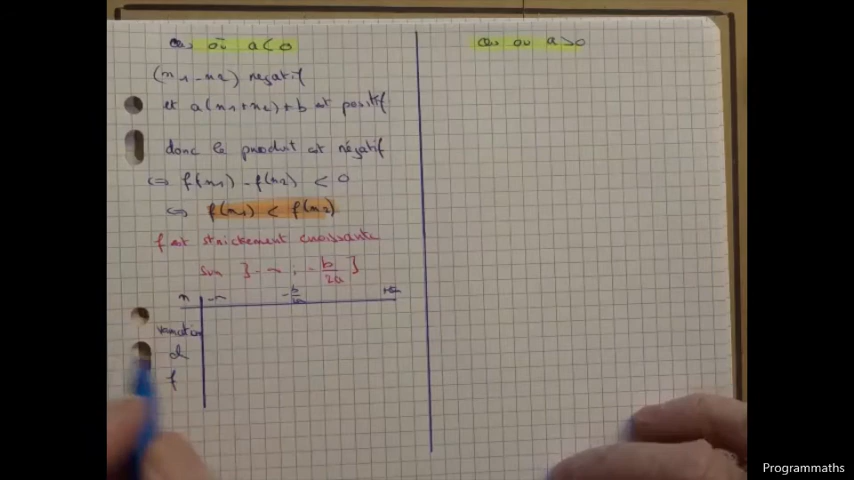 cas où a < 0
(x1 - x2) négatif
et a(x1+x2)+b est positif
donc le produit est négatif
⇔ f(x1) - f(x2) < 0
⇔ f(x1) < f(x2)
f est strictement croissante
sur ]-∞ ; -b/2a]
x -∞ -b/2a +∞
variation
de
f
cas où a > 0
Programmaths